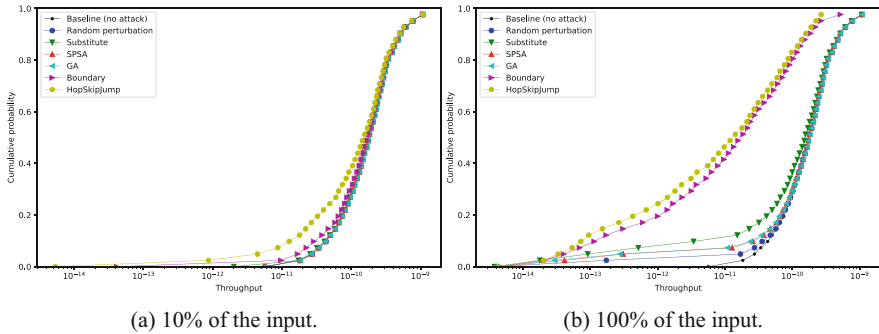 Baseline (no attack)
Random perturbation
Substitute
SPSA
GA
Boundary
HopSkipJump
Cumulative probability
1.0
0.8
0.6
0.4
0.2
0.0
10⁻¹⁴
10⁻¹³
10⁻¹²
10⁻¹¹
10⁻¹⁰
10⁻⁹
Throughput
(a) 10% of the input.
Baseline (no attack)
Random perturbation
Substitute
SPSA
GA
Boundary
HopSkipJump
Cumulative probability
1.0
0.8
0.6
0.4
0.2
0.0
10⁻¹⁴
10⁻¹³
10⁻¹²
10⁻¹¹
10⁻¹⁰
10⁻⁹
Throughput
(b) 100% of the input.